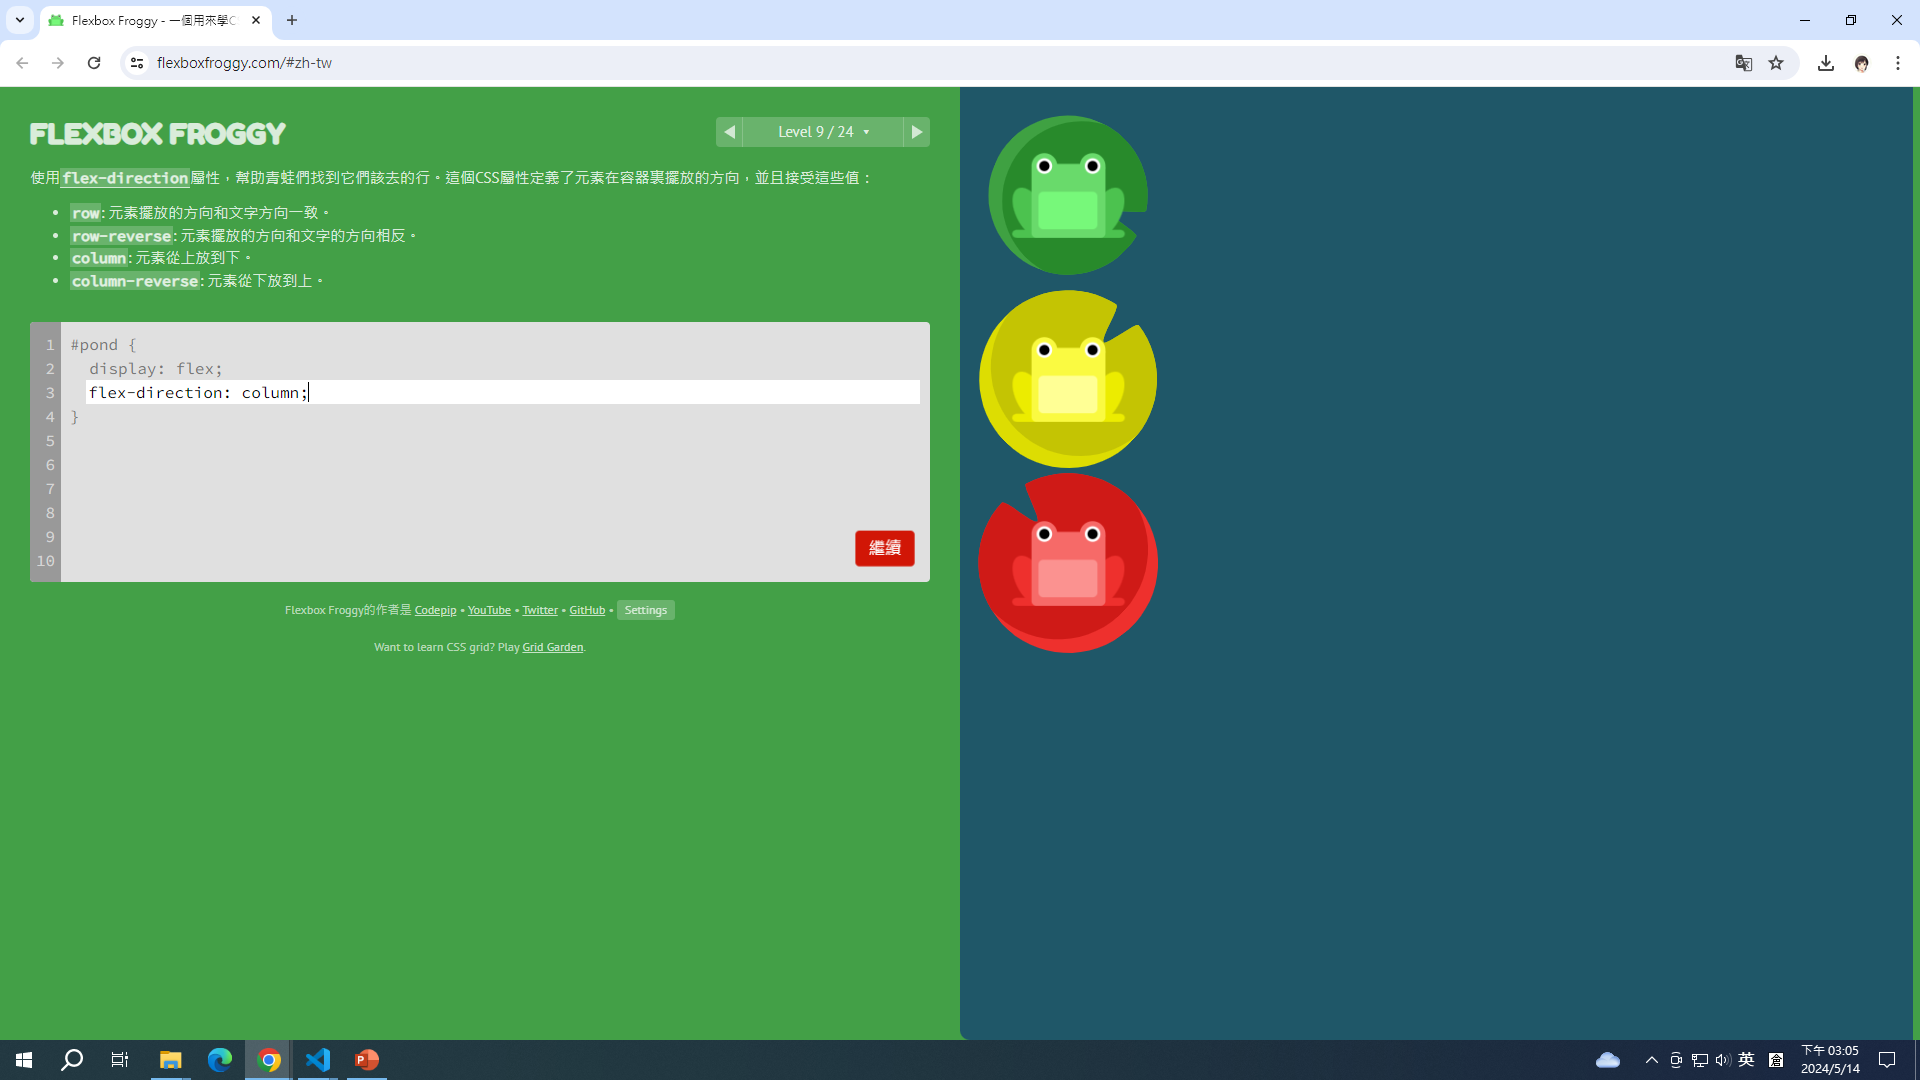 Flexbox Froggy - 一個用來學C
flexboxfroggy.com/#zh-tw
FLEXBOX FROGGY
Level 9 / 24
使用flex-direction屬性，幫助青蛙們找到它們該去的行。這個CSS屬性定義了元素在容器裏擺放的方向，並且接受這些值：
row: 元素擺放的方向和文字方向一致。
row-reverse: 元素擺放的方向和文字的方向相反。
column: 元素從上放到下。
column-reverse: 元素從下放到上。
1 #pond {
2 display: flex;
3 flex-direction: column;
4 }
5
6
7
8
9
10
繼續
Flexbox Froggy的作者是 Codepip • YouTube • Twitter • GitHub • Settings
Want to learn CSS grid? Play Grid Garden.
英
倉
下午 03:05
2024/5/14